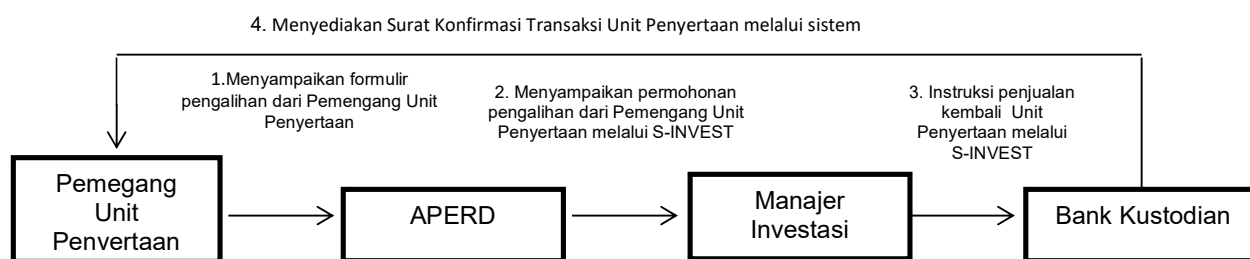 4. Menyediakan Surat Konfirmasi Transaksi Unit Penyertaan melalui sistem
1.Menyampaikan formulir
pengalihan dari Pemengang Unit
Penyertaan
2. Menyampaikan permohonan
pengalihan dari Pemengang Unit
Penyertaan melalui S-INVEST
3. Instruksi penjualan
kembali Unit
Penyertaan melalui
S-INVEST
Pemegang
Unit
Penvertaan
APERD
Manajer
Investasi
Bank Kustodian